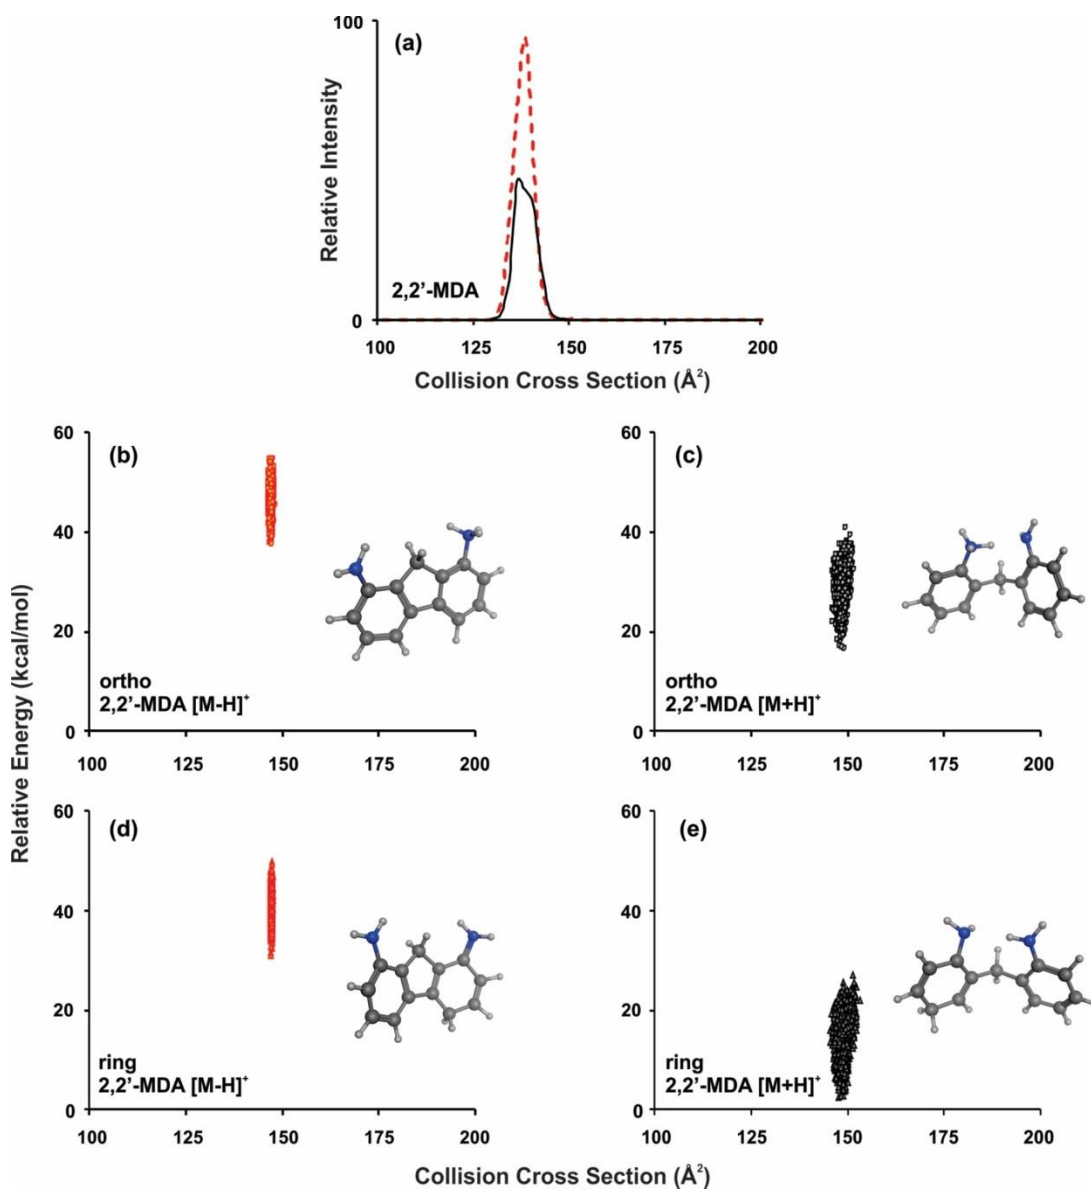 100
(a)
Relative Intensity
2,2’-MDA
0
100 125 150 175 200
Collision Cross Section (Å²)
Relative Energy (kcal/mol)
60
(b)
40
20
ortho
2,2’-MDA [M-H]⁺
0
100 125 150 175 200
60
(c)
40
20
ortho
2,2’-MDA [M+H]⁺
0
100 125 150 175 200
60
(d)
40
20
ring
2,2’-MDA [M-H]⁺
0
100 125 150 175 200
60
(e)
40
20
ring
2,2’-MDA [M+H]⁺
0
100 125 150 175 200
Collision Cross Section (Å²)